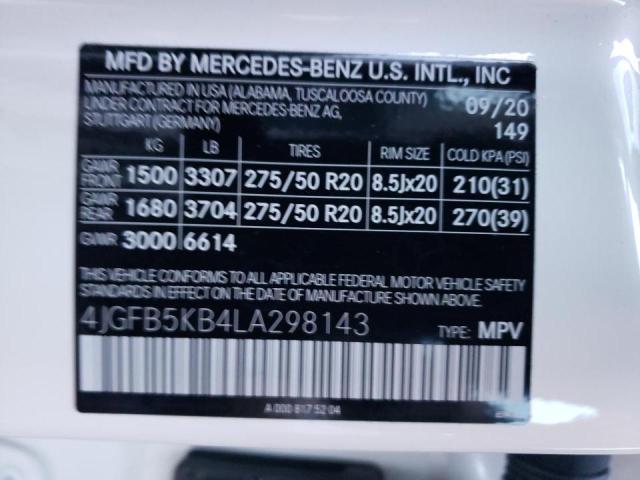 MFD BY MERCEDES-BENZ U.S. INTL., INC
MANUFACTURED IN USA (ALABAMA, TUSCALOOSA COUNTY) 09/20
UNDER CONTRACT FOR MERCEDES-BENZ AG,
STUTTGART (GERMANY) 149
KG LB TIRES RIM SIZE COLD KPA (PSI)
GAWR FRONT 1500 3307 275/50 R20 8.5Jx20 210(31)
GAWR REAR 1680 3704 275/50 R20 8.5Jx20 270(39)
GVWR 3000 6614
THIS VEHICLE CONFORMS TO ALL APPLICABLE FEDERAL MOTOR VEHICLE SAFETY
STANDARDS IN EFFECT ON THE DATE OF MANUFACTURE SHOWN ABOVE.
4JGFB5KB4LA298143 TYPE: MPV
A 000 817 52 04